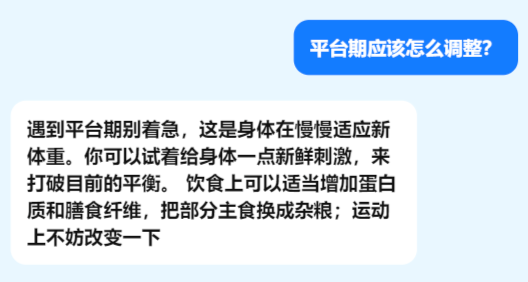 平台期应该怎么调整？
遇到平台期别着急，这是身体在慢慢适应新
体重。你可以试着给身体一点新鲜刺激，来
打破目前的平衡。 饮食上可以适当增加蛋白
质和膳食纤维，把部分主食换成杂粮；运动
上不妨改变一下